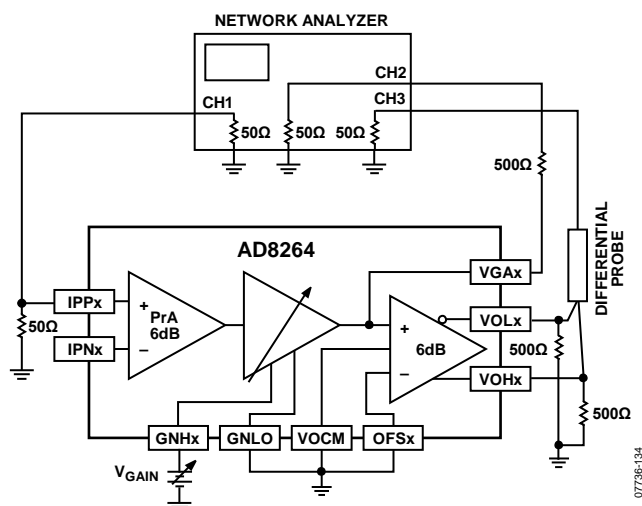 NETWORK ANALYZER
CH1
CH2
CH3
50Ω
50Ω
50Ω
500Ω
DIFFERENTIAL
PROBE
AD8264
IPPx
IPNx
50Ω
+
PrA
6dB
–
+
6dB
–
VGAx
VOLx
VOHx
500Ω
500Ω
GNHx
GNLO
VOCM
OFSx
VGAIN
07736-134